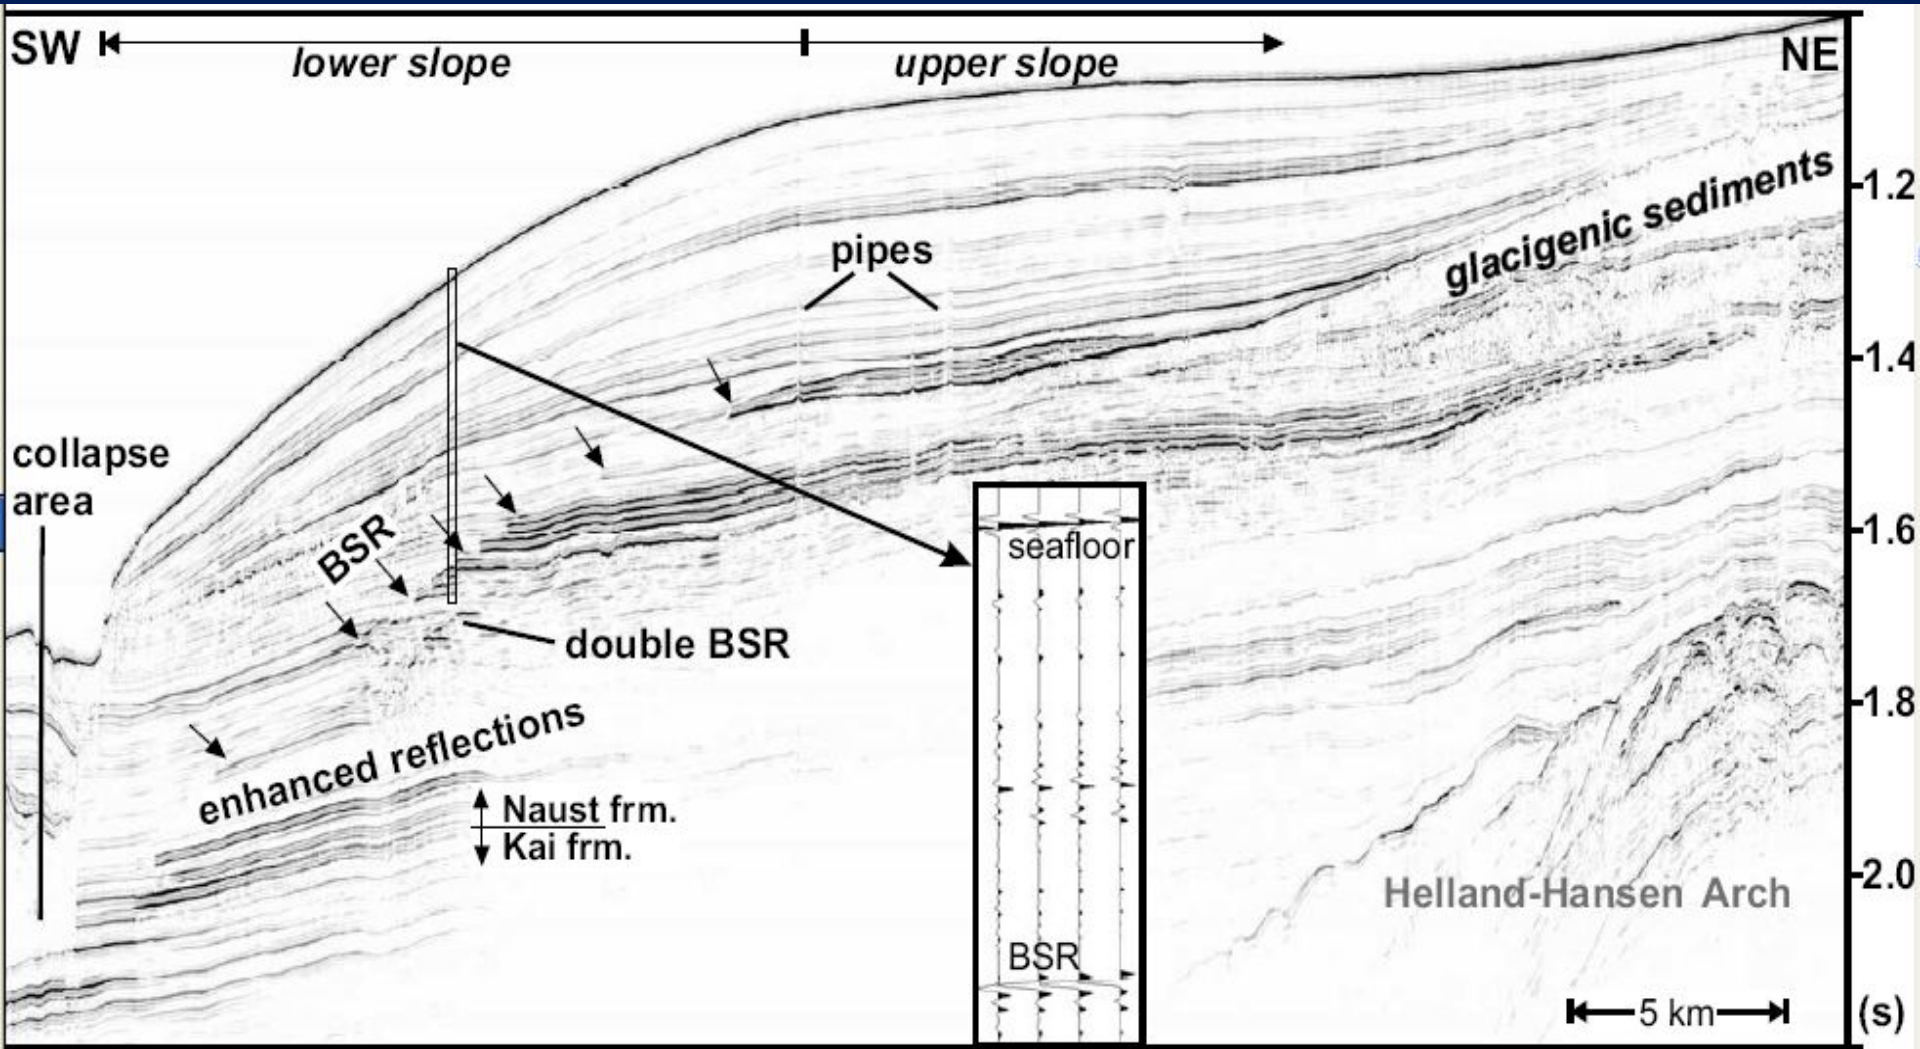 SW
lower slope
upper slope
NE
1.2
glacigenic sediments
pipes
1.4
collapse
area
BSR
1.6
seafloor
double BSR
1.8
enhanced reflections
Naust frm.
Kai frm.
2.0
Helland-Hansen Arch
BSR
5 km
(s)